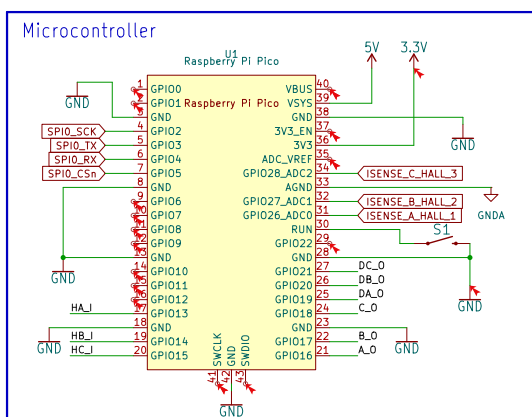 Microcontroller
U1
Raspberry Pi Pico
5V
3.3V
1 GPIO0 VBUS 40
2 GPIO1 Raspberry Pi Pico VSYS 39
3 GND GND 38
GND
SPI0_SCK 4 GPIO2 3V3_EN 37
GND
SPI0_TX 5 GPIO3 3V3 36
SPI0_RX 6 GPIO4 ADC_VREF 35
SPI0_CSn 7 GPIO5 GPIO28_ADC2 34 ISENSE_C_HALL_3
8 GND AGND 33
9 GPIO6 GPIO27_ADC1 32 ISENSE_B_HALL_2
GNDA
10 GPIO7 GPIO26_ADC0 31 ISENSE_A_HALL_1
11 GPIO8 RUN 30
S1
12 GPIO9 GPIO22 29
13 GND GND 28
GND
14 GPIO10 GPIO21 27 DC_O
15 GPIO11 GPIO20 26 DB_O
16 GPIO12 GPIO19 25 DA_O
GND
HA_I 17 GPIO13 GPIO18 24 C_O
18 GND GND 23
HB_I 19 GPIO14 GPIO17 22 B_O
GND
GND
HC_I 20 GPIO15 GPIO16 21 A_O
SWCLK
GND
SWDIO
41
42
43
GND